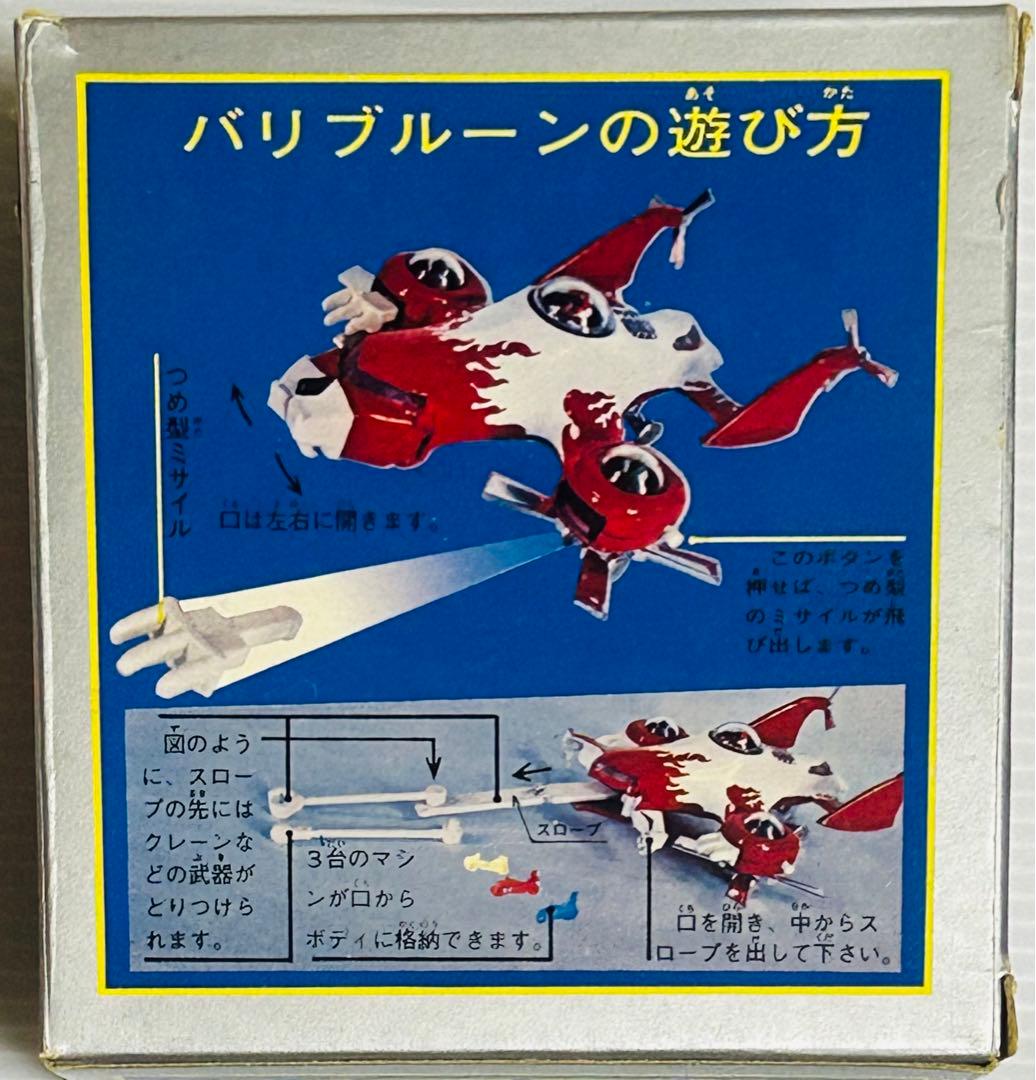 バリブルーンの遊び方
つめ型ミサイル
口は左右に開きます。
このボタンを
押せば、つめ型
のミサイルが飛
び出します。
図のよう
に、スロー
プの先には
クレーンな
どの武器が
とりつけら
れます。
スロープ
3台のマシ
ンが口から
ボディに格納できます。
口を開き、中からス
ロープを出して下さい。